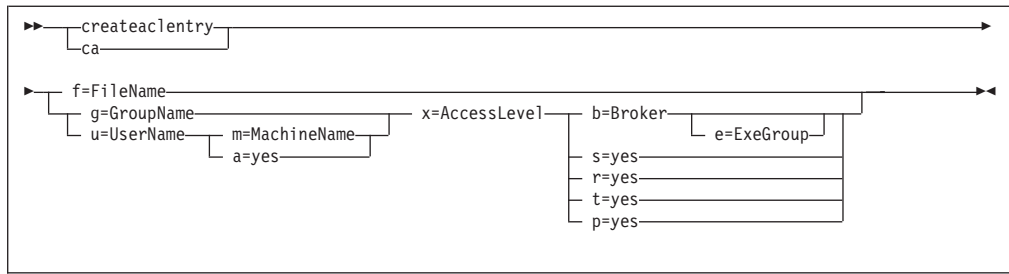 createaclentry
ca
f=FileName
g=GroupName x=AccessLevel b=Broker
u=UserName m=MachineName e=ExeGroup
a=yes s=yes
r=yes
t=yes
p=yes